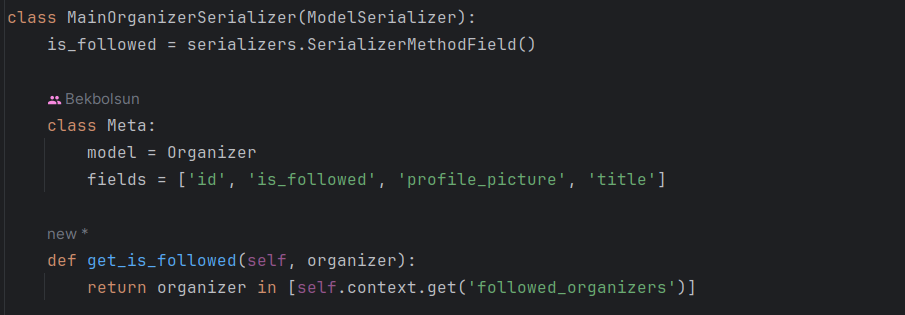 class MainOrganizerSerializer(ModelSerializer):
    is_followed = serializers.SerializerMethodField()
Bekbolsun
    class Meta:
        model = Organizer
        fields = ['id', 'is_followed', 'profile_picture', 'title']
new *
    def get_is_followed(self, organizer):
        return organizer in [self.context.get('followed_organizers')]